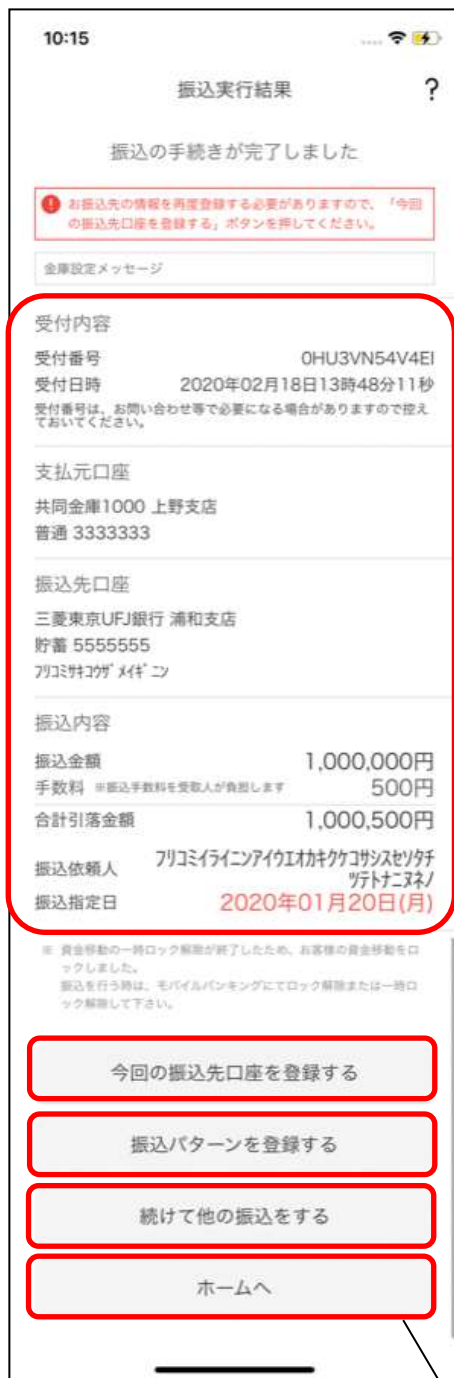 10:15
振込実行結果 ?
振込の手続きが完了しました
お振込先の情報を再度登録する必要がありますので、「今回
の振込先口座を登録する」ボタンを押してください。
金庫設定メッセージ
受付内容
受付番号 0HU3VN54V4EI
受付日時 2020年02月18日13時48分11秒
受付番号は、お問い合わせ等で必要になる場合がありますので控え
ておいてください。
支払元口座
共同金庫1000 上野支店
普通 3333333
振込先口座
三菱東京UFJ銀行 浦和支店
貯蓄 5555555
ﾌﾘｺﾐｻｷｺｳｻﾞﾒｲｷﾞﾆﾝ
振込内容
振込金額 1,000,000円
手数料 ※振込手数料を受取人が負担します 500円
合計引落金額 1,000,500円
振込依頼人 ﾌﾘｺﾐｲﾗｲﾆﾝｱｲｳｴｵｶｷｸｹｺｻｼｽｾｿﾀﾁ
ﾂﾃﾄﾅﾆﾇﾈﾉ
振込指定日 2020年01月20日(月)
※ 資金移動の一時ロック解除が終了したため、お客様の資金移動をロ
ックしました。
振込を行う時は、モバイルバンキングにてロック解除または一時ロ
ック解除して下さい。
今回の振込先口座を登録する
振込パターンを登録する
続けて他の振込をする
ホームへ